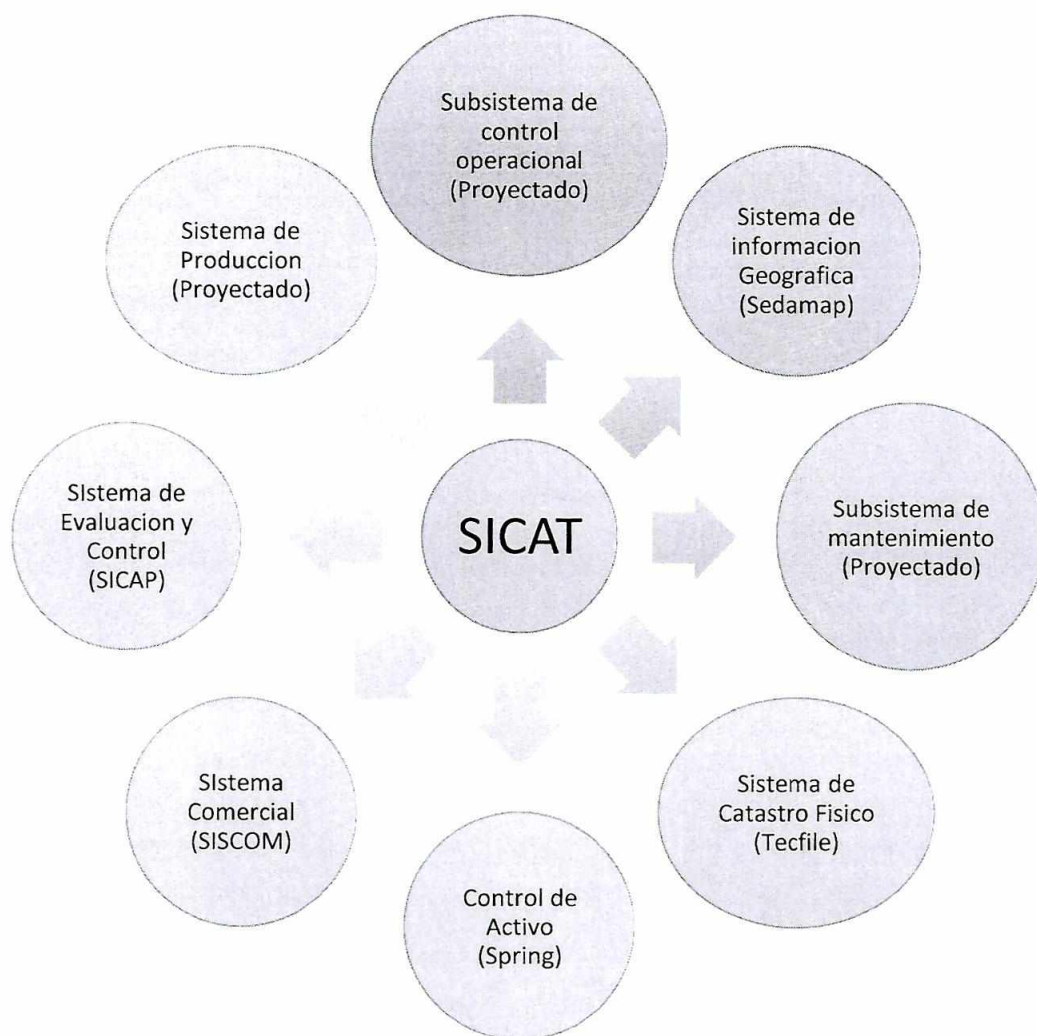 Subsistema de
control
operacional
(Proyectado)
Sistema de
informacion
Geografica
(Sedamap)
Subsistema de
mantenimiento
(Proyectado)
Sistema de
Catastro Fisico
(Tecfile)
Control de
Activo
(Spring)
SIstema
Comercial
(SISCOM)
SIstema de
Evaluacion y
Control
(SICAP)
Sistema de
Produccion
(Proyectado)
SICAT